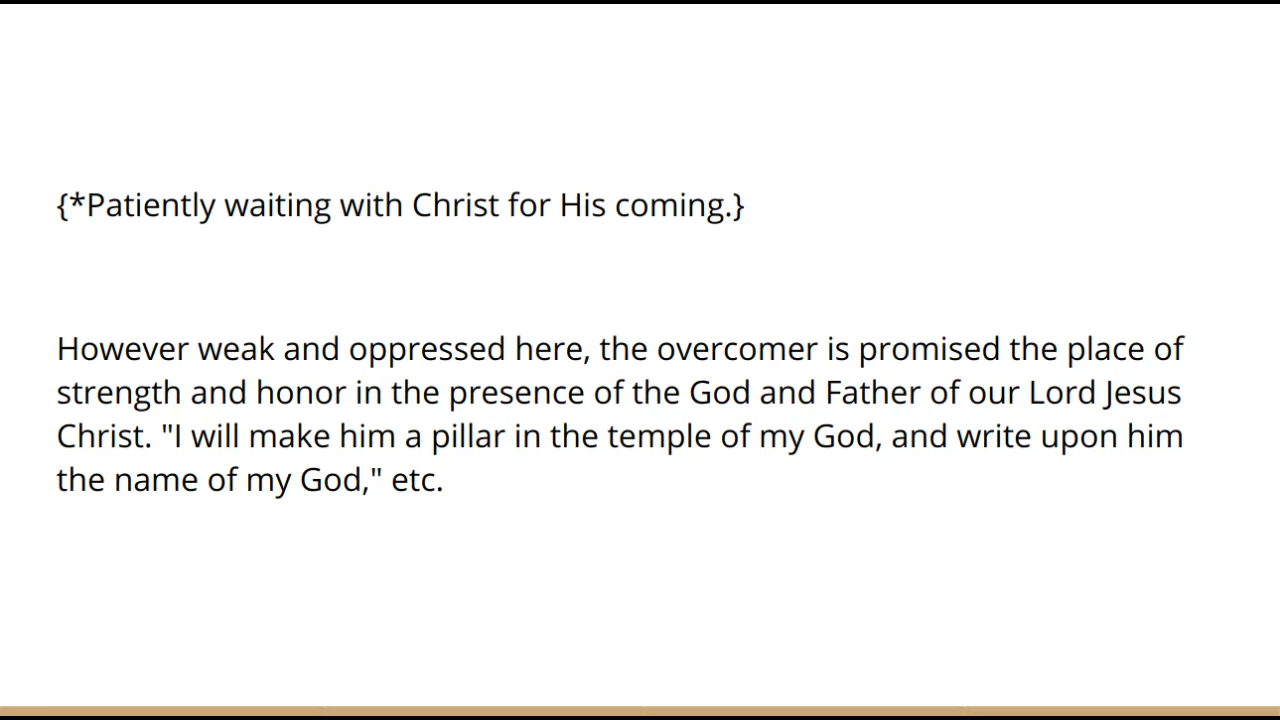 {*Patiently waiting with Christ for His coming.}
However weak and oppressed here, the overcomer is promised the place of
strength and honor in the presence of the God and Father of our Lord Jesus
Christ. "I will make him a pillar in the temple of my God, and write upon him
the name of my God," etc.